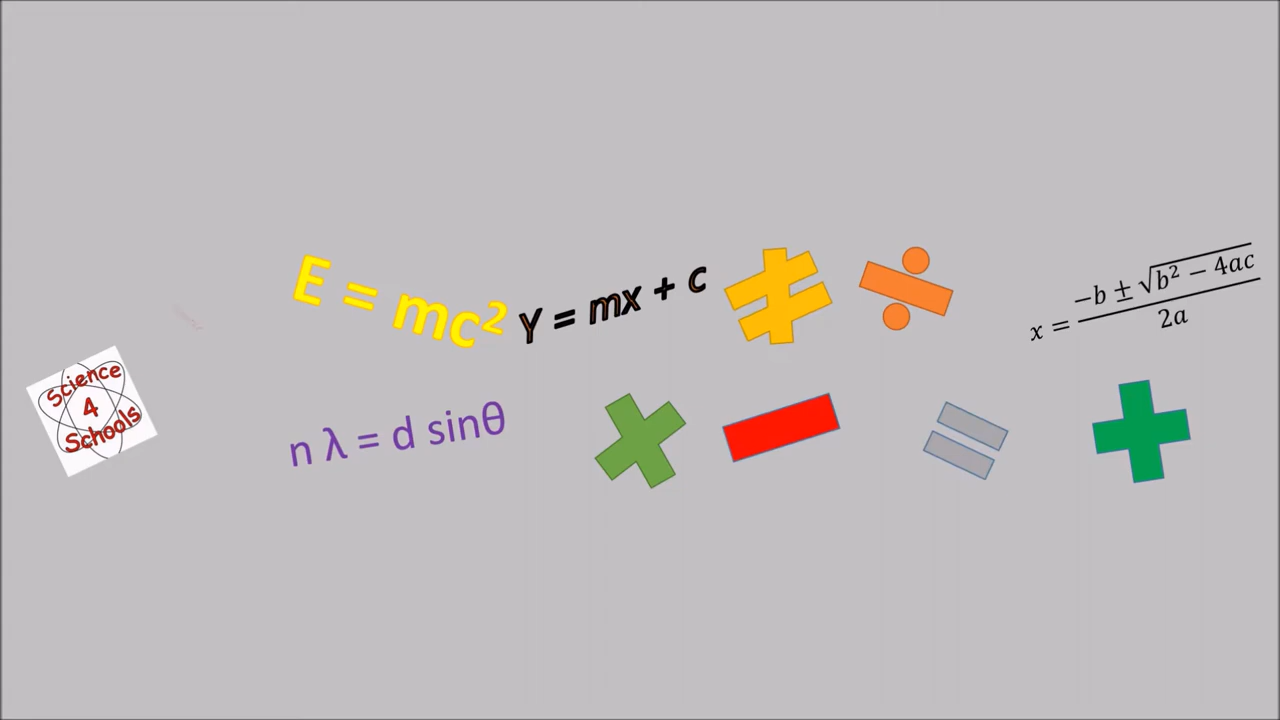 E = mc²
Y = mx + c
≠
÷
x = (−b ± √(b² − 4ac)) / 2a
Science
4
Schools
n λ = d sinθ
×
−
=
+